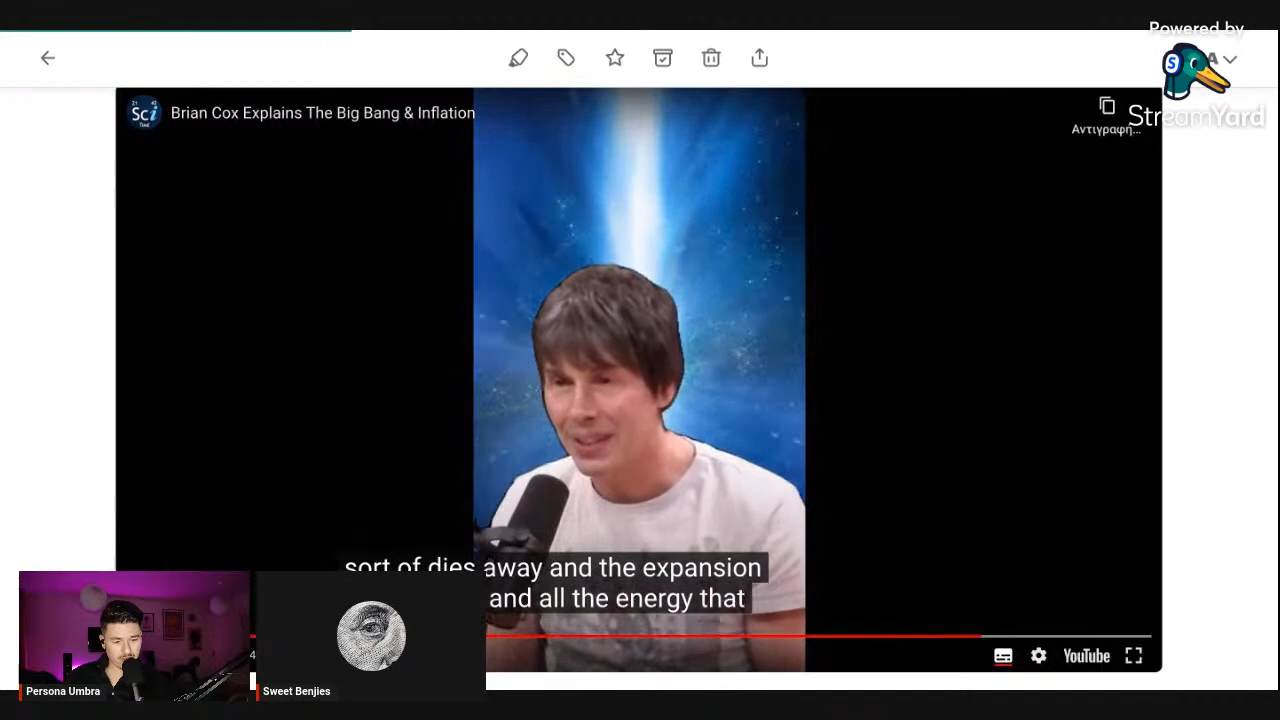 Powered by
StreamYard
Sci
Brian Cox Explains The Big Bang & Inflation
Αντιγραφη...
sort of dies away and the expansion
and all the energy that
YouTube
Persona Umbra
Sweet Benjies